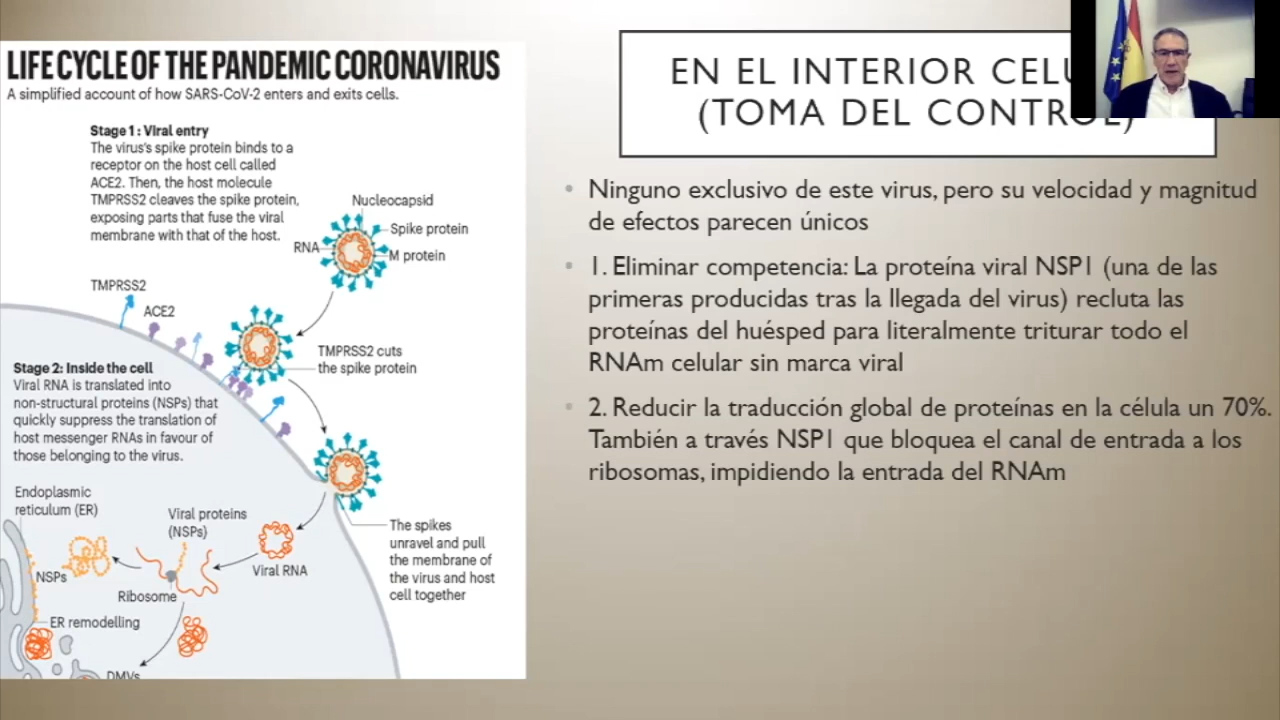 LIFE CYCLE OF THE PANDEMIC CORONAVIRUS
A simplified account of how SARS-CoV-2 enters and exits cells.
Stage 1: Viral entry
The virus's spike protein binds to a
receptor on the host cell called
ACE2. Then, the host molecule
TMPRSS2 cleaves the spike protein,
exposing parts that fuse the viral
membrane with that of the host.
Nucleocapsid
Spike protein
RNA
M protein
TMPRSS2
ACE2
TMPRSS2 cuts
the spike protein
Stage 2: Inside the cell
Viral RNA is translated into
non-structural proteins (NSPs) that
quickly suppress the translation of
host messenger RNAs in favour of
those belonging to the virus.
Endoplasmic
reticulum (ER)
Viral proteins
(NSPs)
The spikes
unravel and pull
the membrane of
the virus and host
cell together
Viral RNA
NSPs
Ribosome
ER remodelling
DMVs
EN EL INTERIOR
(TOMA DEL CONTROL)
• Ninguno exclusivo de este virus, pero su velocidad y magnitud
de efectos parecen únicos
• 1. Eliminar competencia: La proteína viral NSP1 (una de las
primeras producidas tras la llegada del virus) recluta las
proteínas del huésped para literalmente triturar todo el
RNAm celular sin marca viral
• 2. Reducir la traducción global de proteínas en la célula un 70%.
También a través NSP1 que bloquea el canal de entrada a los
ribosomas, impidiendo la entrada del RNAm